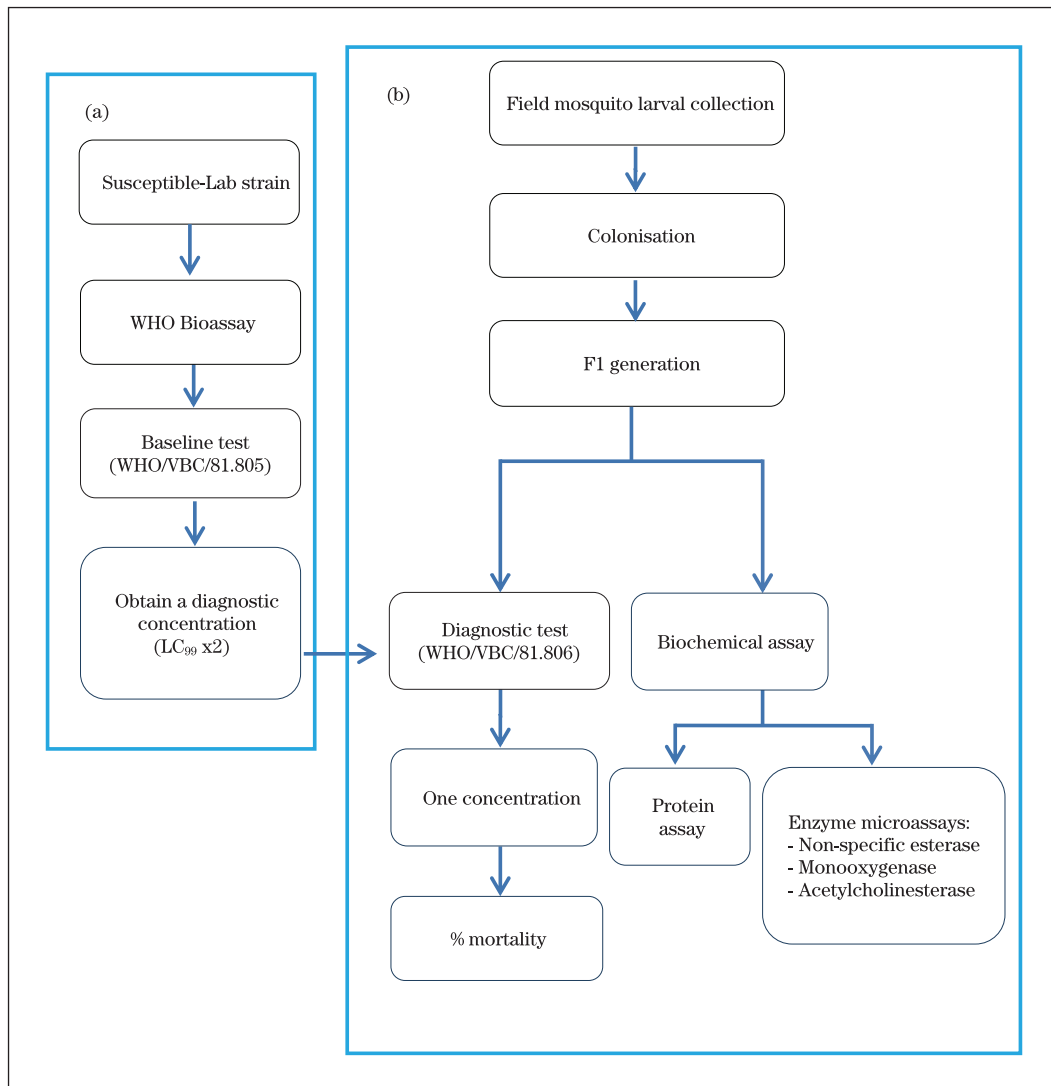 (a)
Susceptible-Lab strain
WHO Bioassay
Baseline test
(WHO/VBC/81.805)
Obtain a diagnostic
concentration
(LC₉₉ x2)
(b)
Field mosquito larval collection
Colonisation
F1 generation
Diagnostic test
(WHO/VBC/81.806)
Biochemical assay
One concentration
% mortality
Protein
assay
Enzyme microassays:
- Non-specific esterase
- Monooxygenase
- Acetylcholinesterase